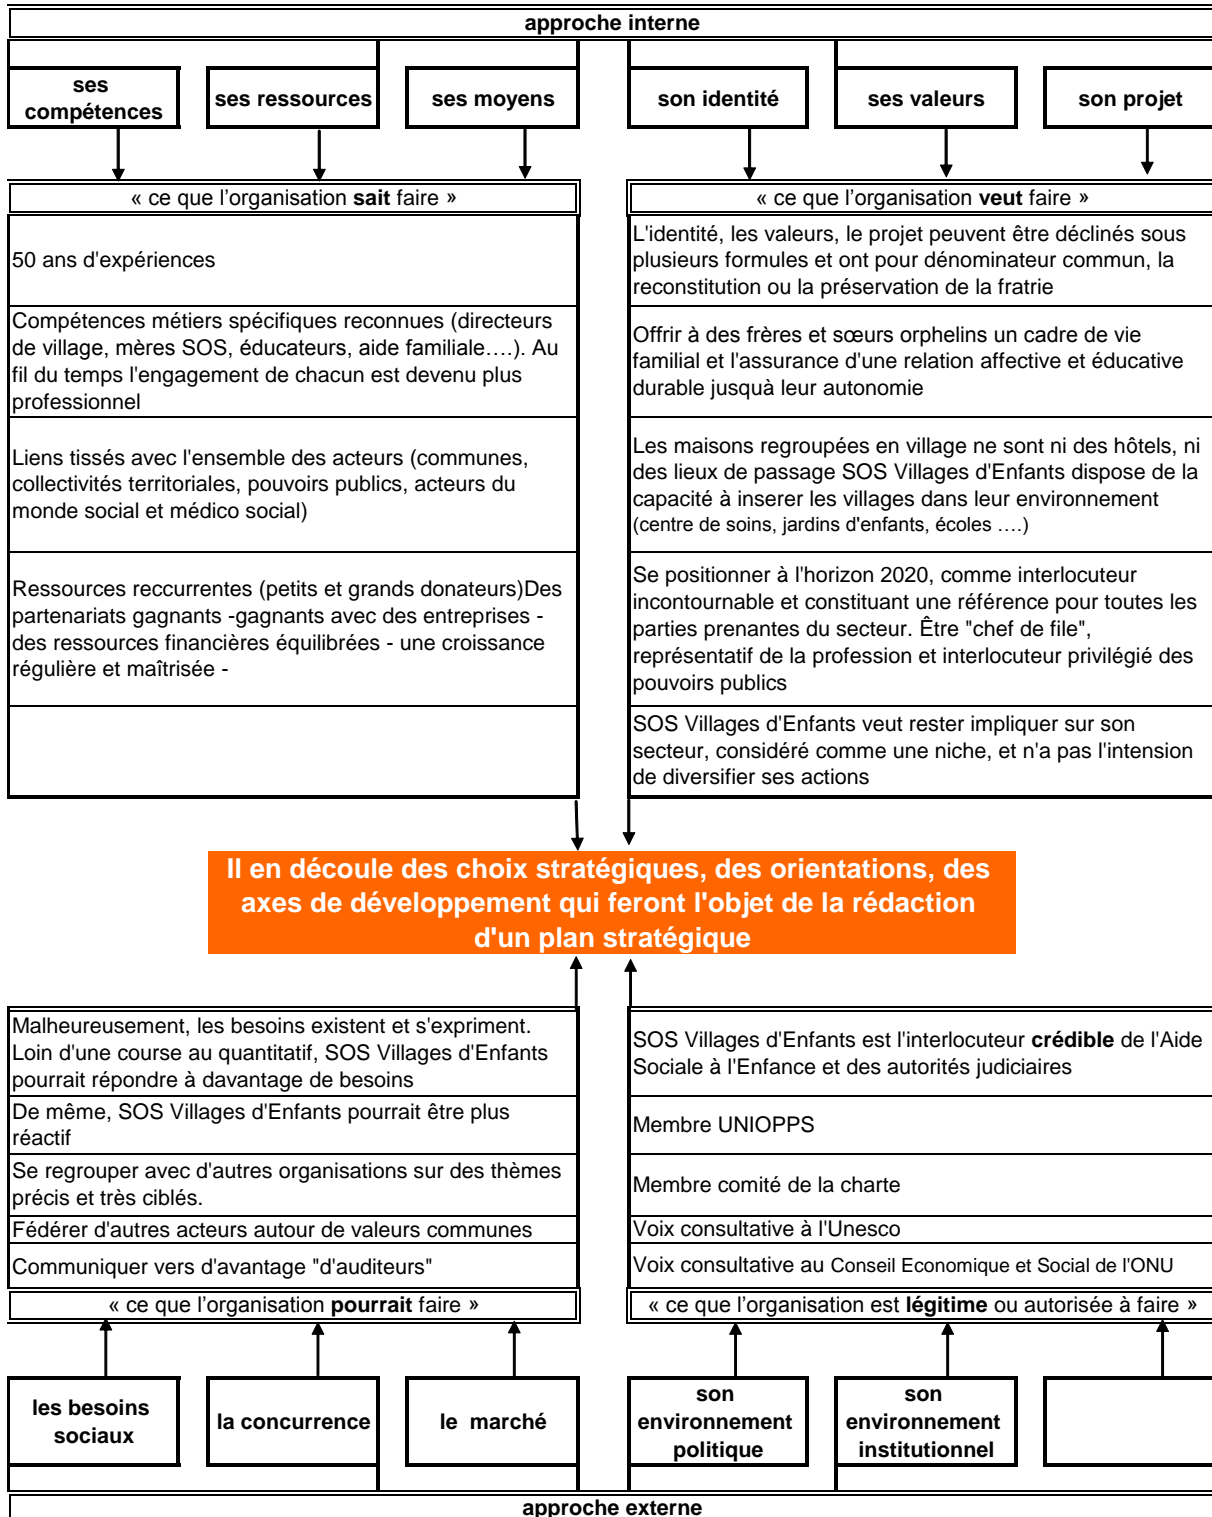 approche interne
ses
compétences
ses ressources
ses moyens
son identité
ses valeurs
son projet
« ce que l'organisation sait faire »
50 ans d'expériences
Compétences métiers spécifiques reconnues (directeurs
de village, mères SOS, éducateurs, aide familiale….). Au
fil du temps l'engagement de chacun est devenu plus
professionnel
Liens tissés avec l'ensemble des acteurs (communes,
collectivités territoriales, pouvoirs publics, acteurs du
monde social et médico social)
Ressources reccurrentes (petits et grands donateurs)Des
partenariats gagnants -gagnants avec des entreprises -
des ressources financières équilibrées - une croissance
régulière et maîtrisée -
« ce que l'organisation veut faire »
L'identité, les valeurs, le projet peuvent être déclinés sous
plusieurs formules et ont pour dénominateur commun, la
reconstitution ou la préservation de la fratrie
Offrir à des frères et sœurs orphelins un cadre de vie
familial et l'assurance d'une relation affective et éducative
durable jusquà leur autonomie
Les maisons regroupées en village ne sont ni des hôtels, ni
des lieux de passage SOS Villages d'Enfants dispose de la
capacité à inserer les villages dans leur environnement
(centre de soins, jardins d'enfants, écoles ….)
Se positionner à l'horizon 2020, comme interlocuteur
incontournable et constituant une référence pour toutes les
parties prenantes du secteur. Être "chef de file",
représentatif de la profession et interlocuteur privilégié des
pouvoirs publics
SOS Villages d'Enfants veut rester impliquer sur son
secteur, considéré comme une niche, et n'a pas l'intension
de diversifier ses actions
Il en découle des choix stratégiques, des orientations, des
axes de développement qui feront l'objet de la rédaction
d'un plan stratégique
Malheureusement, les besoins existent et s'expriment.
Loin d'une course au quantitatif, SOS Villages d'Enfants
pourrait répondre à davantage de besoins
De même, SOS Villages d'Enfants pourrait être plus
réactif
Se regrouper avec d'autres organisations sur des thèmes
précis et très ciblés.
Fédérer d'autres acteurs autour de valeurs communes
Communiquer vers d'avantage "d'auditeurs"
« ce que l'organisation pourrait faire »
SOS Villages d'Enfants est l'interlocuteur crédible de l'Aide
Sociale à l'Enfance et des autorités judiciaires
Membre UNIOPPS
Membre comité de la charte
Voix consultative à l'Unesco
Voix consultative au Conseil Economique et Social de l'ONU
« ce que l'organisation est légitime ou autorisée à faire »
les besoins
sociaux
la concurrence
le marché
son
environnement
politique
son
environnement
institutionnel
approche externe